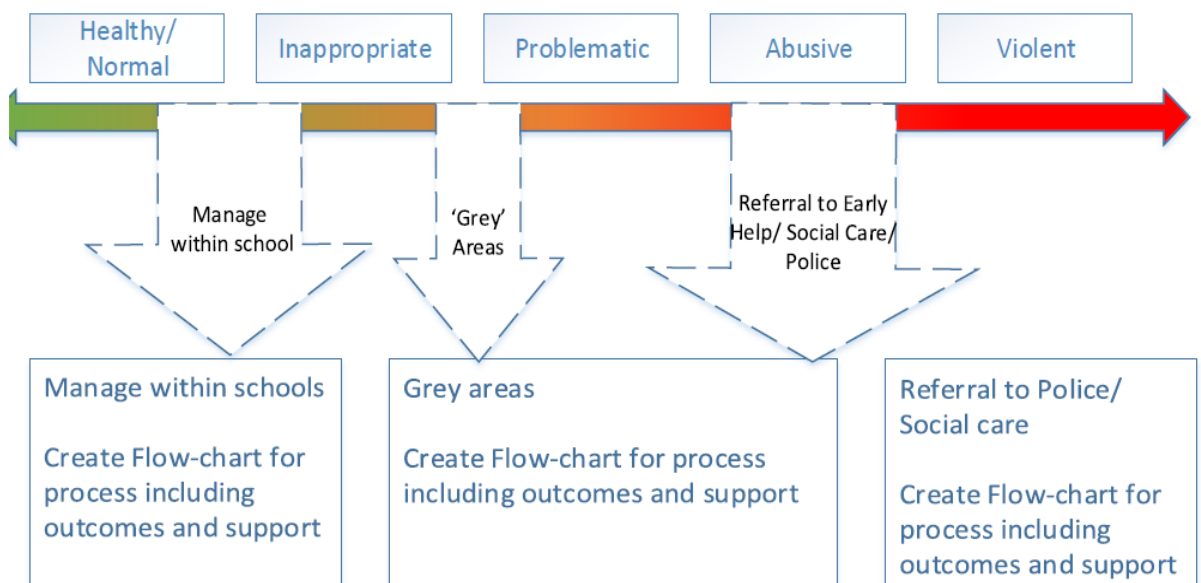 Healthy/
Normal
Inappropriate
Problematic
Abusive
Violent
Manage
within school
‘Grey’
Areas
Referral to Early
Help/ Social Care/
Police
Manage within schools
Create Flow-chart for
process including
outcomes and support
Grey areas
Create Flow-chart for process
including outcomes and support
Referral to Police/
Social care
Create Flow-chart for
process including
outcomes and support